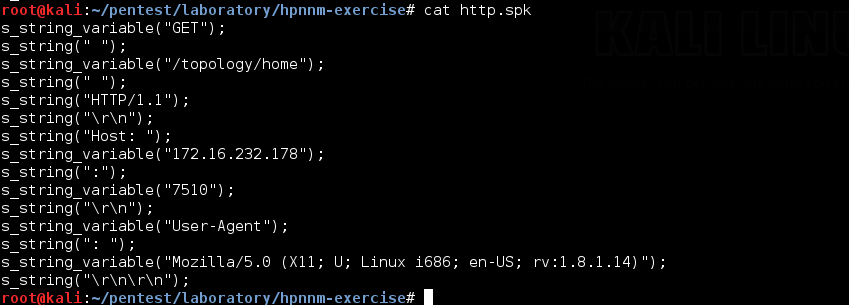 root@kali:~/pentest/laboratory/hpnnm-exercise# cat http.spk
s_string_variable("GET");
s_string(" ");
s_string_variable("/topology/home");
s_string(" ");
s_string("HTTP/1.1");
s_string("\r\n");
s_string("Host: ");
s_string_variable("172.16.232.178");
s_string(":");
s_string_variable("7510");
s_string("\r\n");
s_string_variable("User-Agent");
s_string(": ");
s_string_variable("Mozilla/5.0 (X11; U; Linux i686; en-US; rv:1.8.1.14)");
s_string("\r\n\r\n");
root@kali:~/pentest/laboratory/hpnnm-exercise#